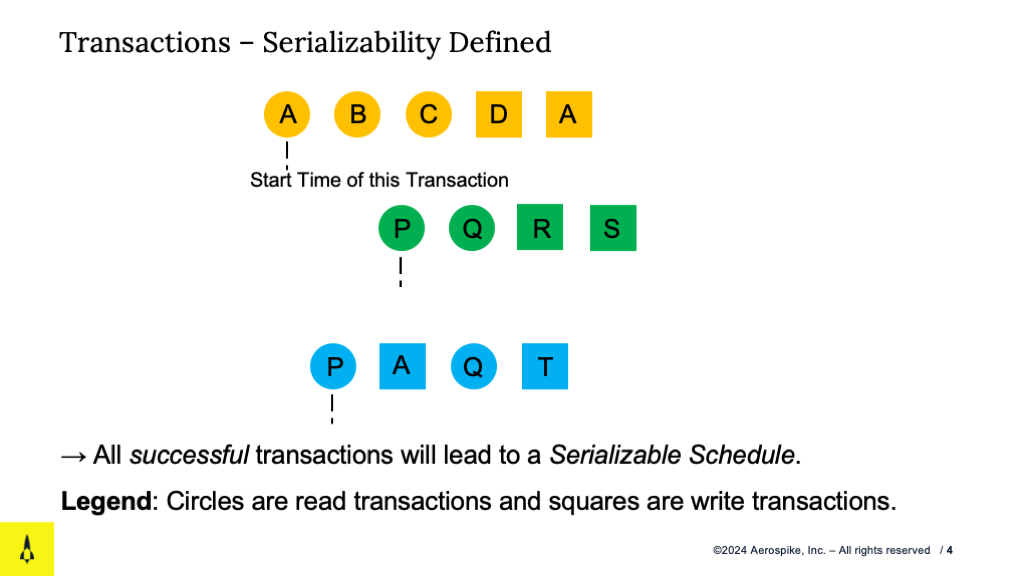 Transactions – Serializability Defined
A B C D A
Start Time of this Transaction
P Q R S
P A Q T
→ All successful transactions will lead to a Serializable Schedule.
Legend: Circles are read transactions and squares are write transactions.
©2024 Aerospike, Inc. – All rights reserved / 4